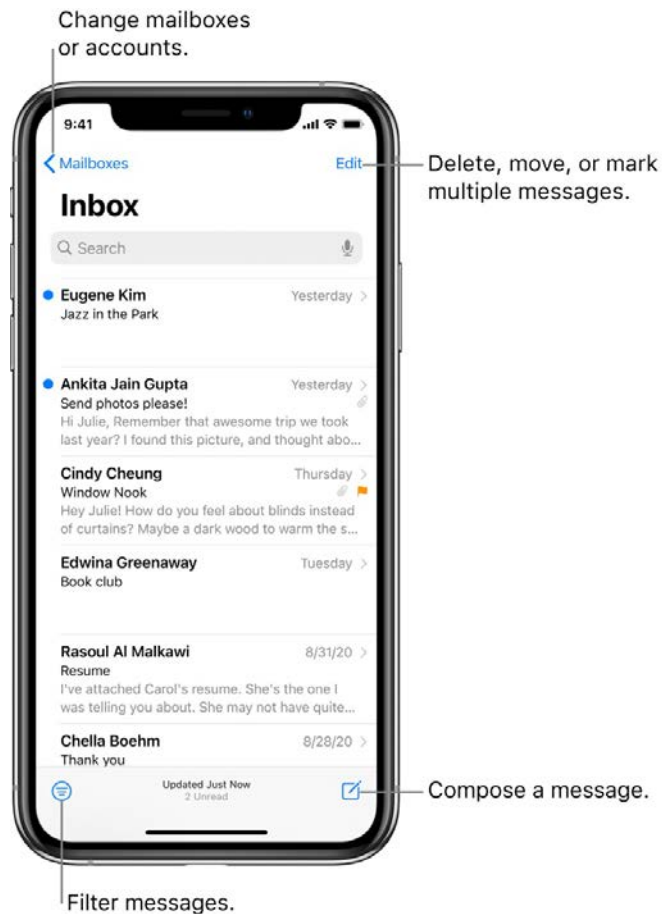 Change mailboxes
or accounts.
9:41
Mailboxes
Edit
Delete, move, or mark
multiple messages.
Inbox
Search
Eugene Kim
Yesterday
Jazz in the Park
Ankita Jain Gupta
Yesterday
Send photos please!
Hi Julie, Remember that awesome trip we took
last year? I found this picture, and thought abo...
Cindy Cheung
Thursday
Window Nook
Hey Julie! How do you feel about blinds instead
of curtains? Maybe a dark wood to warm the s...
Edwina Greenaway
Tuesday
Book club
Rasoul Al Malkawi
8/31/20
Resume
I've attached Carol's resume. She's the one I
was telling you about. She may not have quite...
Chella Boehm
8/28/20
Thank you
Updated Just Now
2 Unread
Compose a message.
Filter messages.